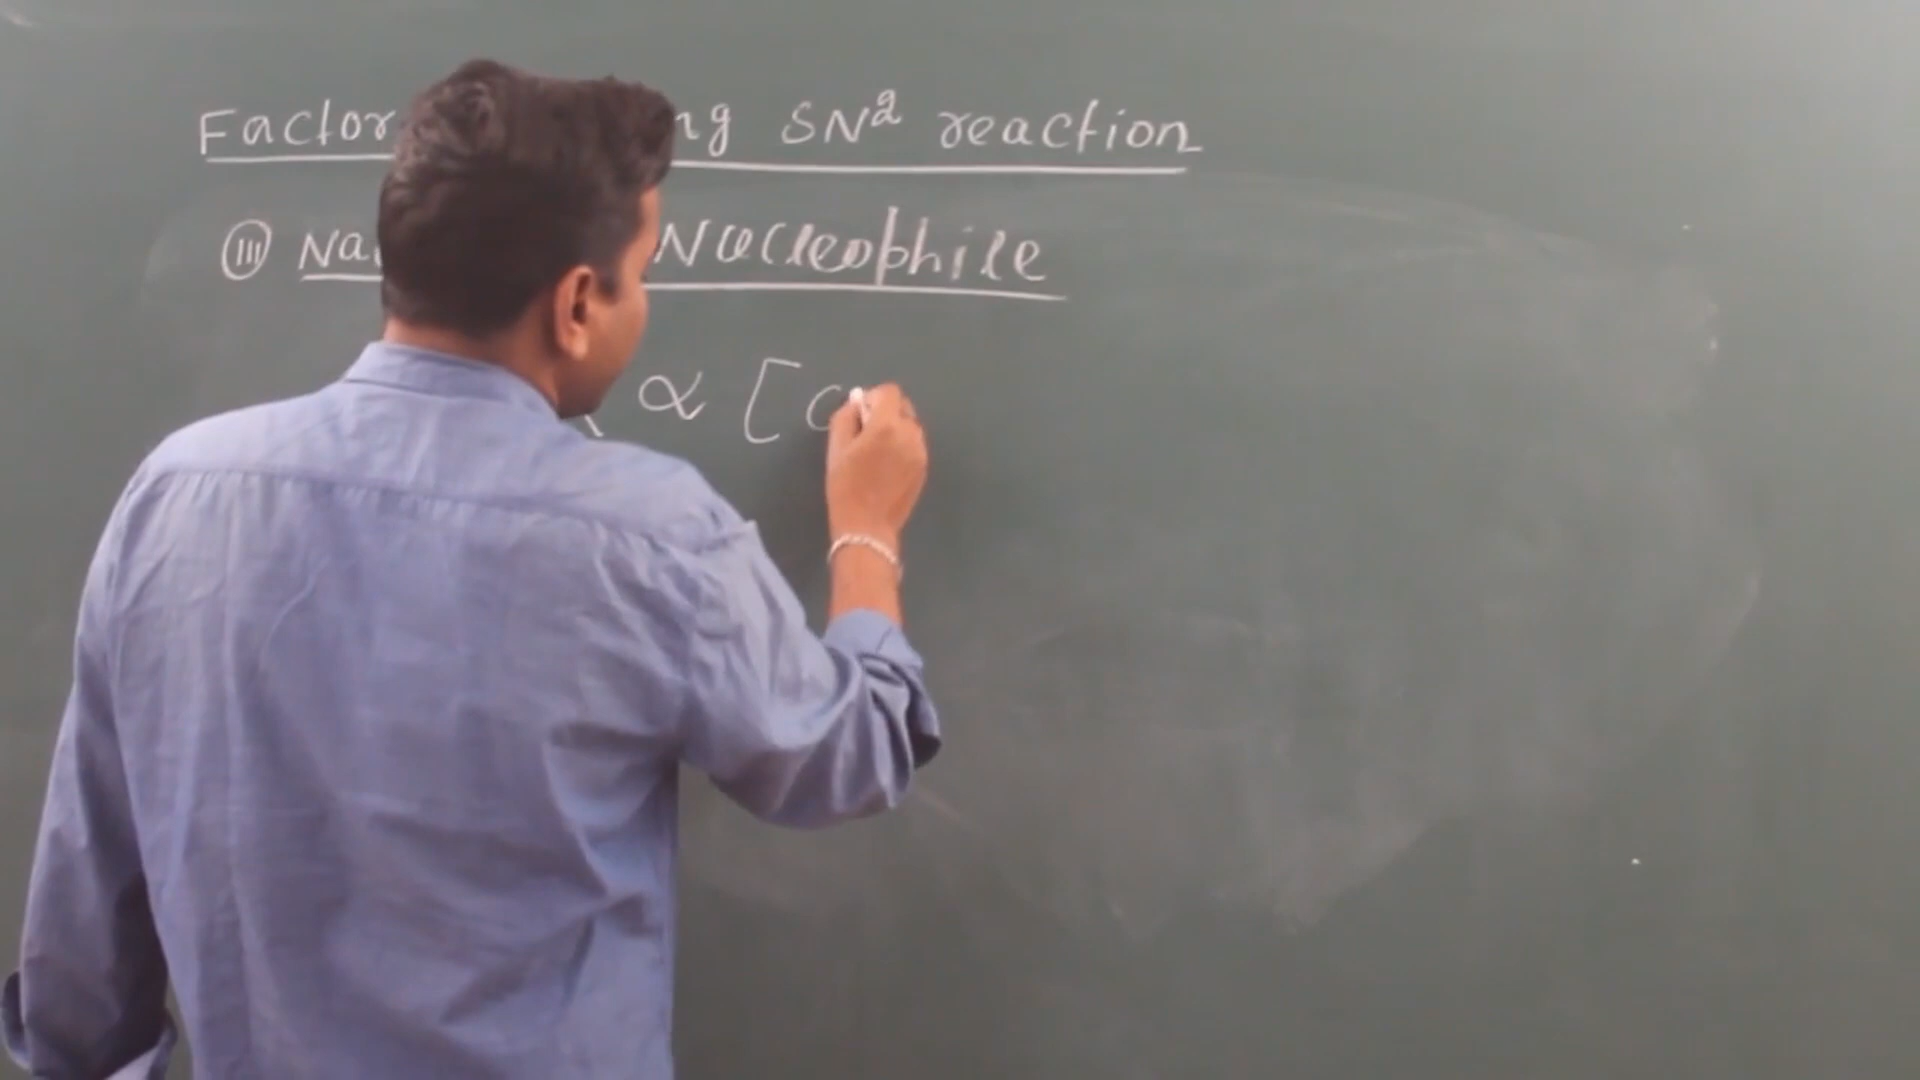 Factor ng SN² reaction
(III) Na Nucleophile
∝ [C